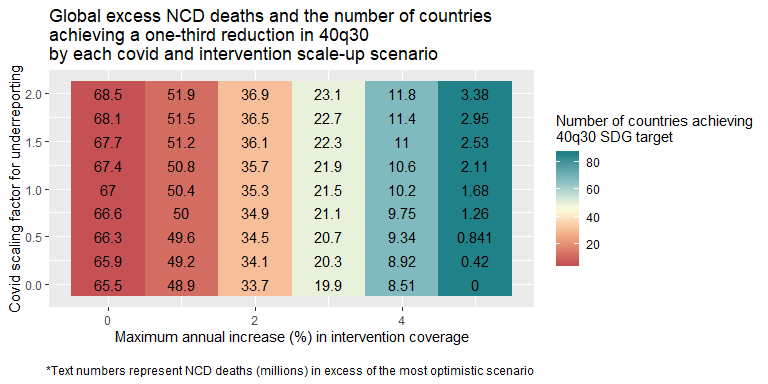 Global excess NCD deaths and the number of countries
achieving a one-third reduction in 40q30
by each covid and intervention scale-up scenario
Covid scaling factor for underreporting
2.0
1.5
1.0
0.5
0.0
68.5 51.9 36.9 23.1 11.8 3.38
68.1 51.5 36.5 22.7 11.4 2.95
67.7 51.2 36.1 22.3 11 2.53
67.4 50.8 35.7 21.9 10.6 2.11
67 50.4 35.3 21.5 10.2 1.68
66.6 50 34.9 21.1 9.75 1.26
66.3 49.6 34.5 20.7 9.34 0.841
65.9 49.2 34.1 20.3 8.92 0.42
65.5 48.9 33.7 19.9 8.51 0
0 2 4
Maximum annual increase (%) in intervention coverage
Number of countries achieving
40q30 SDG target
80
60
40
20
*Text numbers represent NCD deaths (millions) in excess of the most optimistic scenario